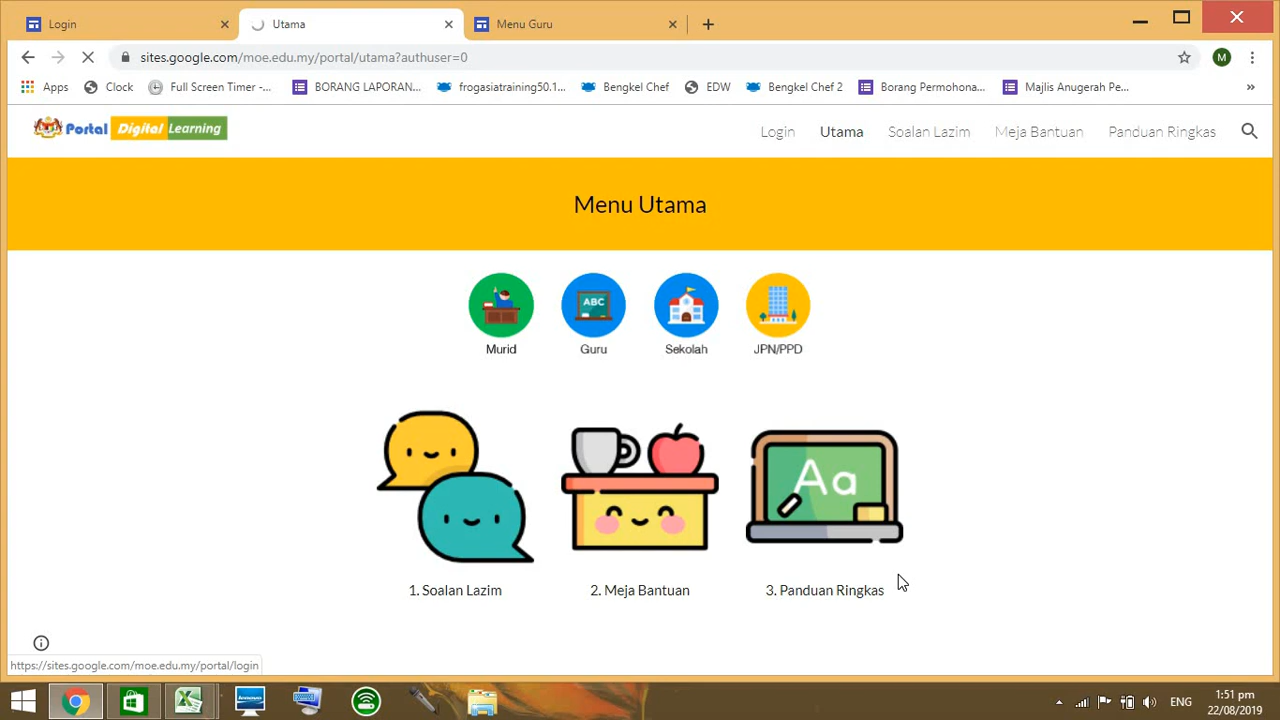 Login
Utama
Menu Guru
sites.google.com/moe.edu.my/portal/utama?authuser=0
M
Apps
Clock
Full Screen Timer -...
BORANG LAPORAN...
frogasiatraining50.1...
Bengkel Chef
EDW
Bengkel Chef 2
Borang Permohona...
Majlis Anugerah Pe...
»
Portal Digital Learning
Login
Utama
Soalan Lazim
Meja Bantuan
Panduan Ringkas
Menu Utama
ABC
Murid
Guru
Sekolah
JPN/PPD
Aa
1. Soalan Lazim
2. Meja Bantuan
3. Panduan Ringkas
https://sites.google.com/moe.edu.my/portal/login
ENG
1:51 pm
22/08/2019